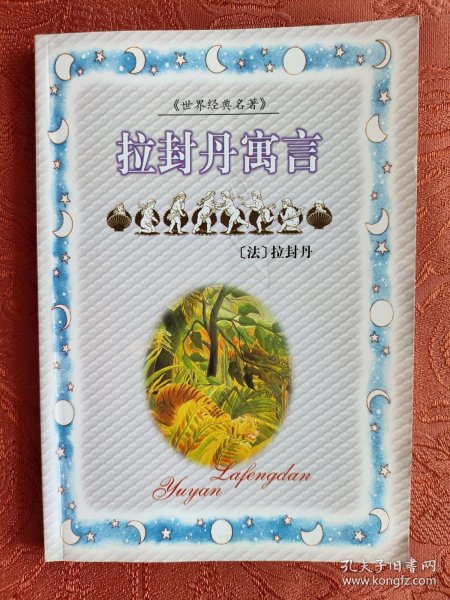 《世界经典名著》
拉封丹寓言
〔法〕拉封丹
Lafengdan
Yuyan
孔夫子旧书网
www.kongfz.com